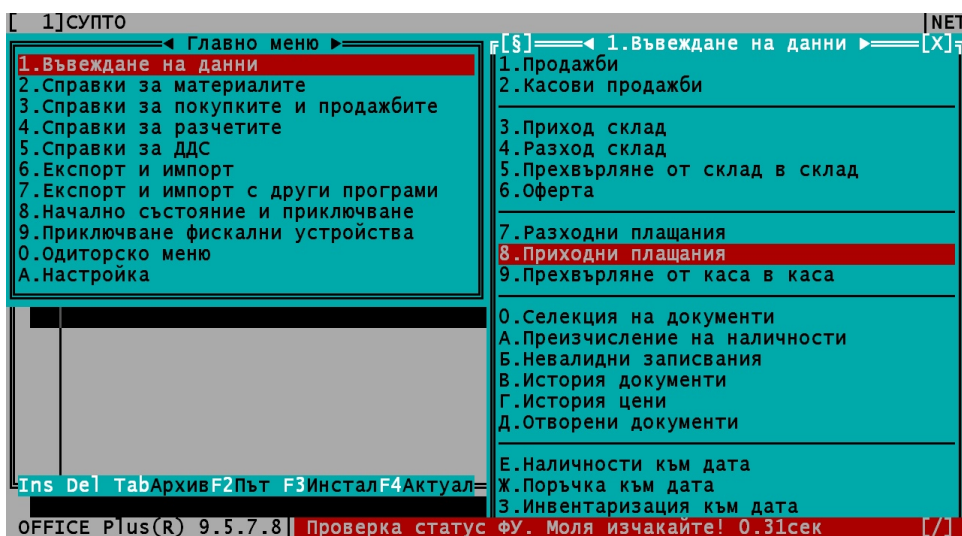 [ 1]СУПТО
|NET
◄ Главно меню ►
1.Въвеждане на данни
2.Справки за материалите
3.Справки за покупките и продажбите
4.Справки за разчетите
5.Справки за ДДС
6.Експорт и импорт
7.Експорт и импорт с други програми
8.Начално състояние и приключване
9.Приключване фискални устройства
0.Одиторско меню
А.Настройка
[§] ◄ 1.Въвеждане на данни ► [X]
1.Продажби
2.Касови продажби
3.Приход склад
4.Разход склад
5.Прехвърляне от склад в склад
6.Оферта
7.Разходни плащания
8.Приходни плащания
9.Прехвърляне от каса в каса
0.Селекция на документи
А.Преизчисление на наличности
Б.Невалидни записвания
В.История документи
Г.История цени
Д.Отворени документи
Е.Наличности към дата
Ж.Поръчка към дата
З.Инвентаризация към дата
Ins Del TabАрхивF2Път F3ИнсталF4Актуал
OFFICE Plus(R) 9.5.7.8| Проверка статус ФУ. Моля изчакайте! 0.31сек [/]